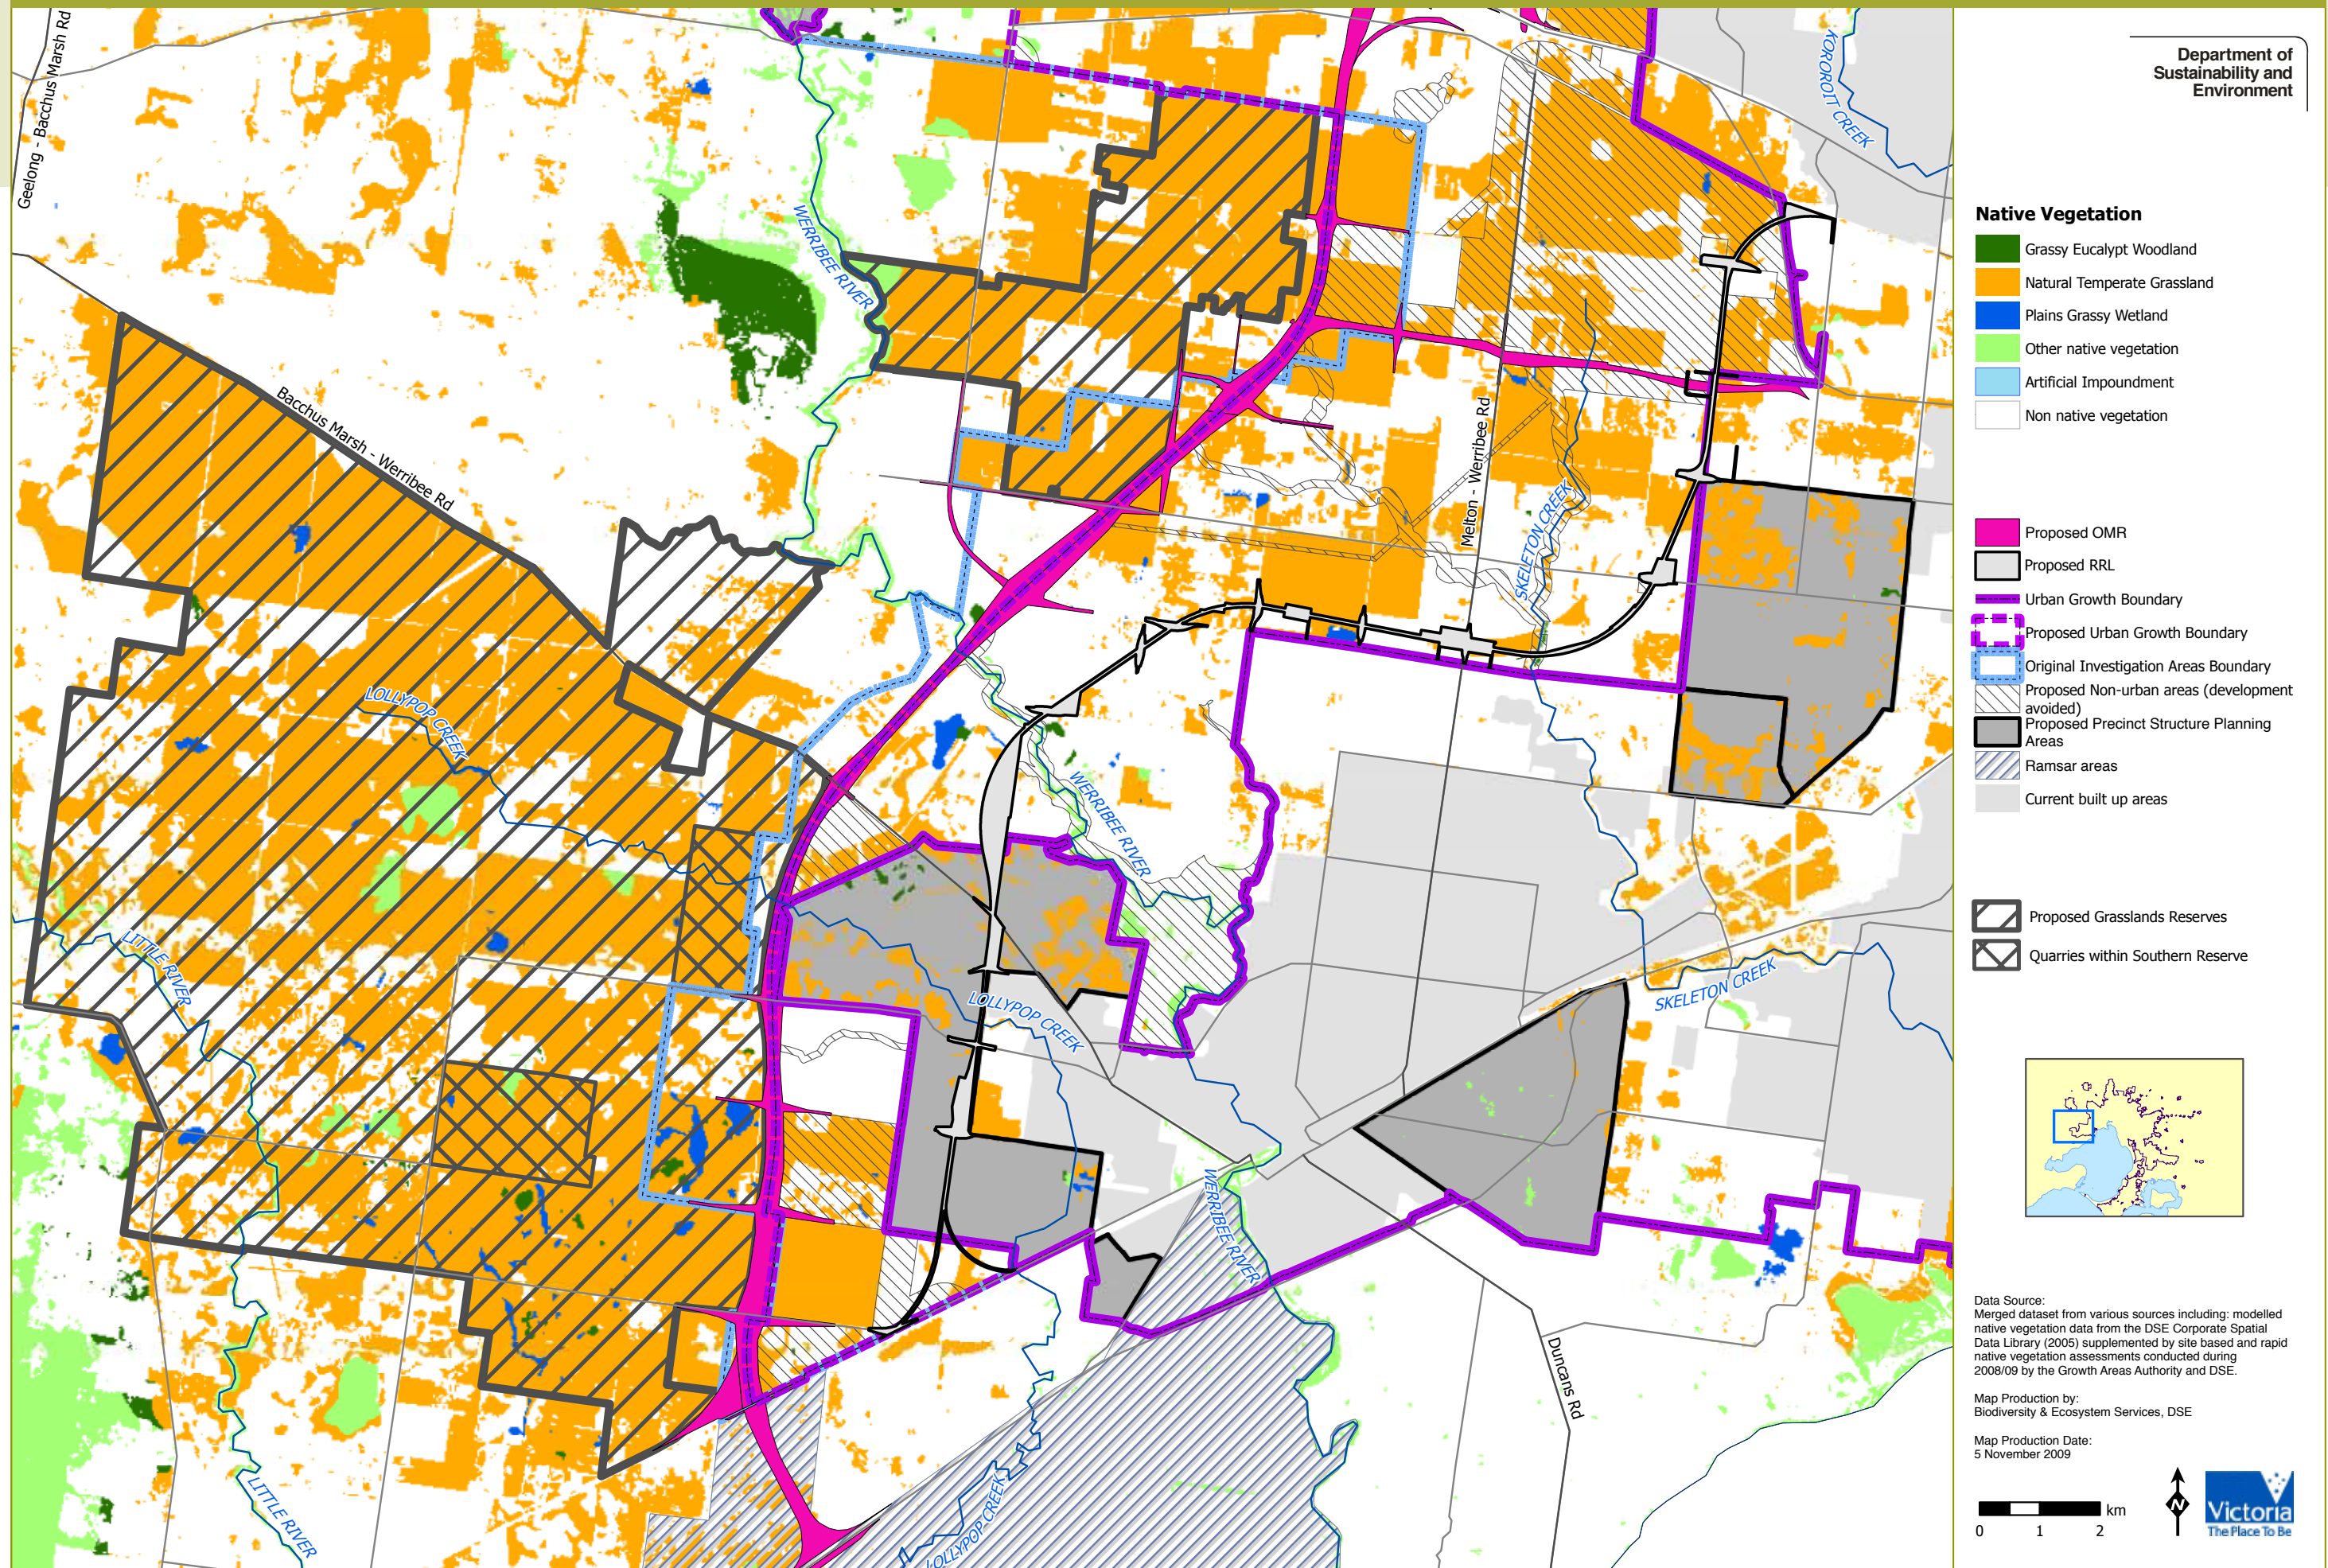 Geelong - Bacchus Marsh Rd
KOROROIT CREEK
WERRIBEE RIVER
Bacchus Marsh - Werribee Rd
Melton - Werribee Rd
SKELETON CREEK
LOLLYPOP CREEK
WERRIBEE RIVER
LITTLE RIVER
LOLLYPOP CREEK
SKELETON CREEK
WERRIBEE RIVER
Duncans Rd
LITTLE RIVER
LOLLYPOP CREEK
Department of
Sustainability and
Environment
Native Vegetation
Grassy Eucalypt Woodland
Natural Temperate Grassland
Plains Grassy Wetland
Other native vegetation
Artificial Impoundment
Non native vegetation
Proposed OMR
Proposed RRL
Urban Growth Boundary
Proposed Urban Growth Boundary
Original Investigation Areas Boundary
Proposed Non-urban areas (development
avoided)
Proposed Precinct Structure Planning
Areas
Ramsar areas
Current built up areas
Proposed Grasslands Reserves
Quarries within Southern Reserve
Data Source:
Merged dataset from various sources including: modelled
native vegetation data from the DSE Corporate Spatial
Data Library (2005) supplemented by site based and rapid
native vegetation assessments conducted during
2008/09 by the Growth Areas Authority and DSE.
Map Production by:
Biodiversity & Ecosystem Services, DSE
Map Production Date:
5 November 2009
km
0 1 2
N
Victoria
The Place To Be